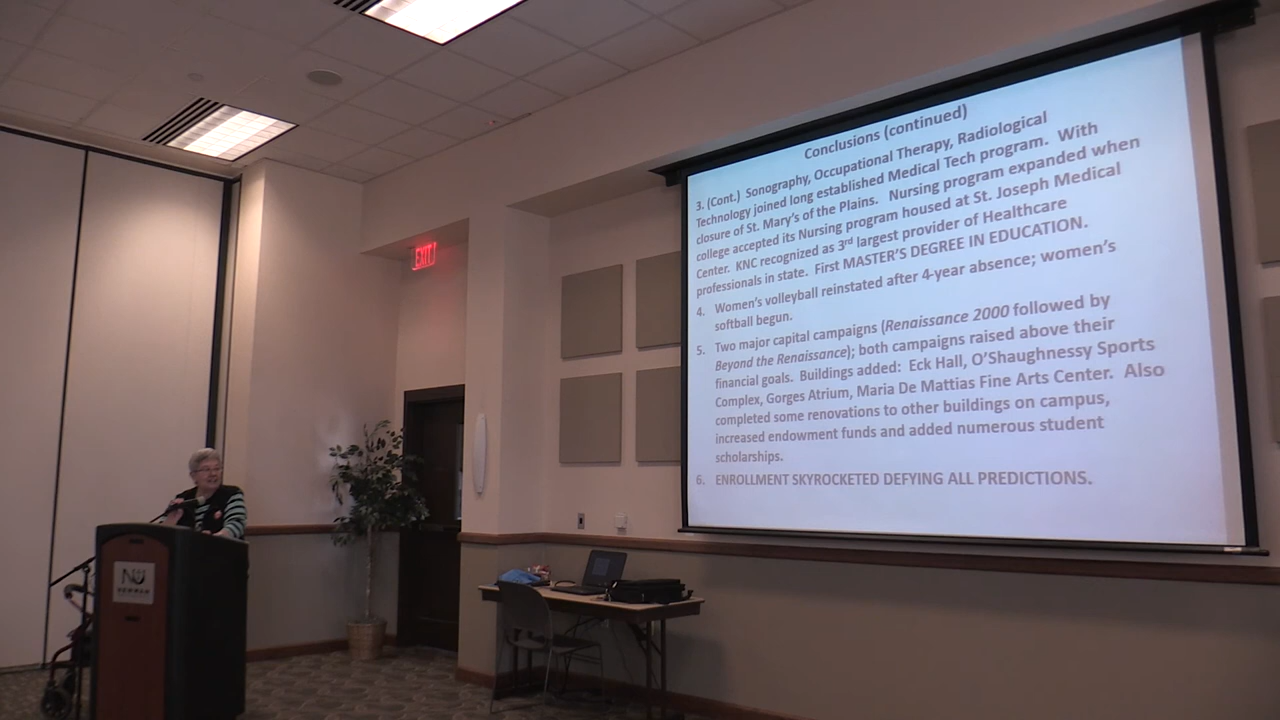 Conclusions (continued)
3. (Cont.) Sonography, Occupational Therapy, Radiological
Technology joined long established Medical Tech program. With
closure of St. Mary's of the Plains. Nursing program expanded when
college accepted its Nursing program housed at St. Joseph Medical
Center. KNC recognized as 3rd largest provider of Healthcare
professionals in state. First MASTER'S DEGREE IN EDUCATION.
4. Women's volleyball reinstated after 4-year absence; women's
softball begun.
5. Two major capital campaigns (Renaissance 2000 followed by
Beyond the Renaissance); both campaigns raised above their
financial goals. Buildings added: Eck Hall, O'Shaughnessy Sports
Complex, Gorges Atrium, Maria De Mattias Fine Arts Center. Also
completed some renovations to other buildings on campus,
increased endowment funds and added numerous student
scholarships.
6. ENROLLMENT SKYROCKETED DEFYING ALL PREDICTIONS.
EXIT
NU
NEWMAN